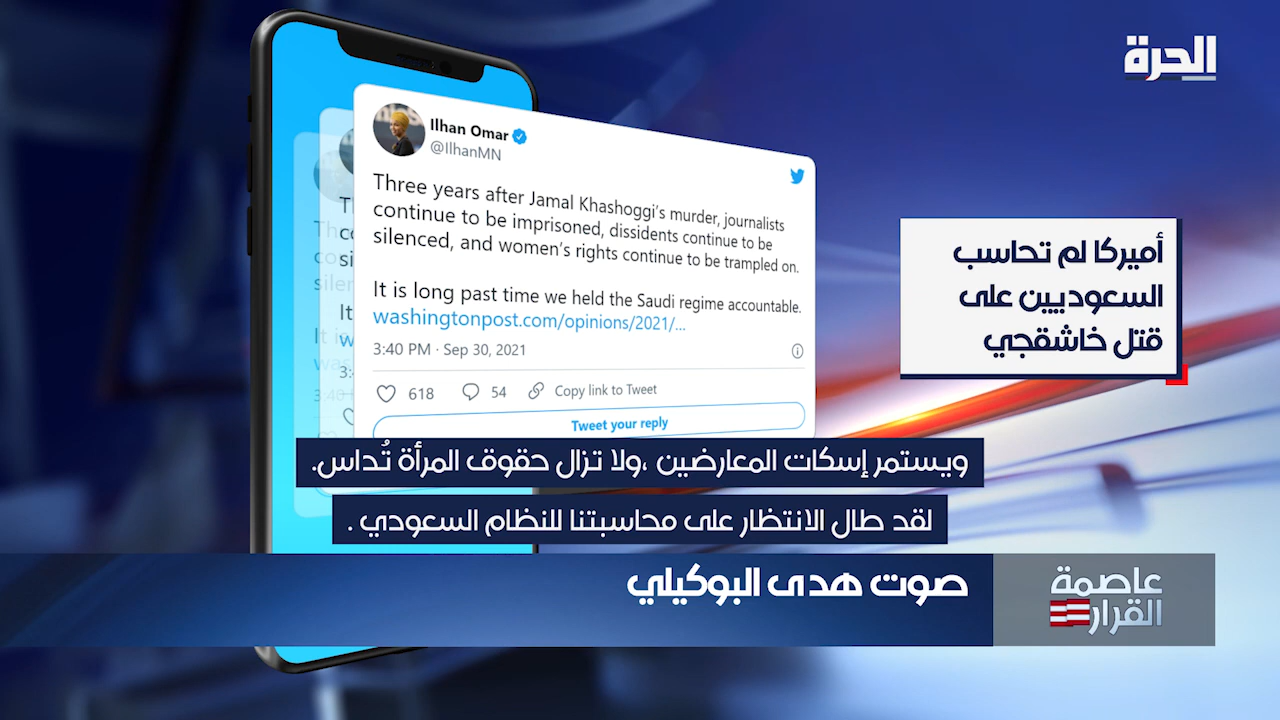 الحرة
Ilhan Omar
@IlhanMN
Three years after Jamal Khashoggi's murder, journalists
continue to be imprisoned, dissidents continue to be
silenced, and women's rights continue to be trampled on.
It is long past time we held the Saudi regime accountable.
washingtonpost.com/opinions/2021/...
3:40 PM · Sep 30, 2021
618 54 Copy link to Tweet
Tweet your reply
أميركا لم تحاسب
السعوديين على
قتل خاشقجي
ويستمر إسكات المعارضين ،ولا تزال حقوق المرأة تُداس.
لقد طال الانتظار على محاسبتنا للنظام السعودي .
صوت هدى البوكيلي
عاصمة
القرار